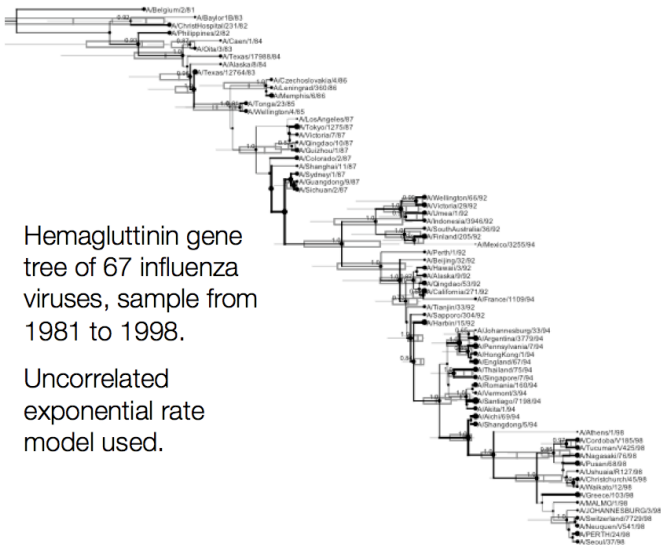 A/Belgium/2/81
A/Baylor1B/83
A/ChristHospital/231/82
A/Philippines/2/82
A/Caen/1/84
A/Oita/3/83
A/Texas/17988/84
A/Alaska/8/84
A/Texas/12764/83
A/Czechoslovakia/4/86
A/Leningrad/360/86
A/Memphis/6/86
A/Tonga/23/85
A/Wellington/4/85
A/LosAngeles/87
A/Tokyo/1275/87
A/Victoria/7/87
A/Qingdao/10/87
A/Guizhou/1/87
A/Colorado/2/87
A/Shanghai/11/87
A/Sydney/1/87
A/Guangdong/9/87
A/Sichuan/2/87
A/Wellington/66/92
A/Victoria/29/92
A/Umea/1/92
A/Indonesia/3946/92
A/SouthAustralia/36/92
A/Finland/205/92
A/Mexico/3255/94
A/Perth/1/92
A/Beijing/32/92
A/Hawaii/3/92
A/Alaska/9/92
A/Qingdao/53/92
A/California/271/92
A/France/1109/94
A/Tianjin/33/92
A/Sapporo/304/92
A/Harbin/15/92
A/Johannesburg/33/94
A/Argentina/3779/94
A/Pennsylvania/7/94
A/HongKong/1/94
A/England/67/94
A/Thailand/75/94
A/Singapore/7/94
A/Romania/160/94
A/Vermont/3/94
A/Santiago/7198/94
A/Akita/1/94
A/Aichi/69/94
A/Shangdong/5/94
A/Athens/1/98
A/Cordoba/V185/98
A/Tucuman/V425/98
A/Nagasaki/76/98
A/Pusan/68/98
A/Ushuaia/R127/98
A/Christchurch/45/98
A/Waikato/12/98
A/Greece/103/98
A/MALMO/1/98
A/JOHANNESBURG/3/98
A/Switzerland/7729/98
A/Neuquen/V541/98
A/PERTH/24/98
A/Seoul/37/98
Hemagluttinin gene
tree of 67 influenza
viruses, sample from
1981 to 1998.
Uncorrelated
exponential rate
model used.